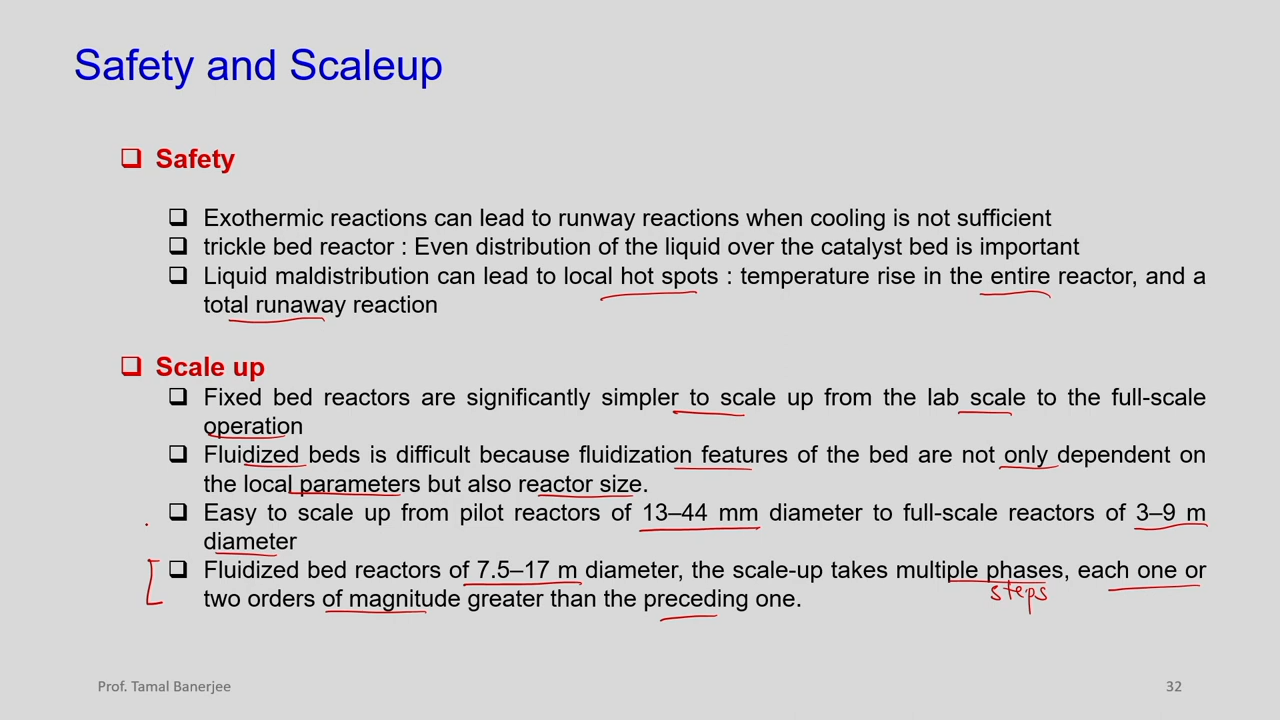 Safety and Scaleup
Safety
Exothermic reactions can lead to runway reactions when cooling is not sufficient
trickle bed reactor : Even distribution of the liquid over the catalyst bed is important
Liquid maldistribution can lead to local hot spots : temperature rise in the entire reactor, and a
total runaway reaction
Scale up
Fixed bed reactors are significantly simpler to scale up from the lab scale to the full-scale
operation
Fluidized beds is difficult because fluidization features of the bed are not only dependent on
the local parameters but also reactor size.
Easy to scale up from pilot reactors of 13–44 mm diameter to full-scale reactors of 3–9 m
diameter
Fluidized bed reactors of 7.5–17 m diameter, the scale-up takes multiple phases, each one or
steps
two orders of magnitude greater than the preceding one.
Prof. Tamal Banerjee
32